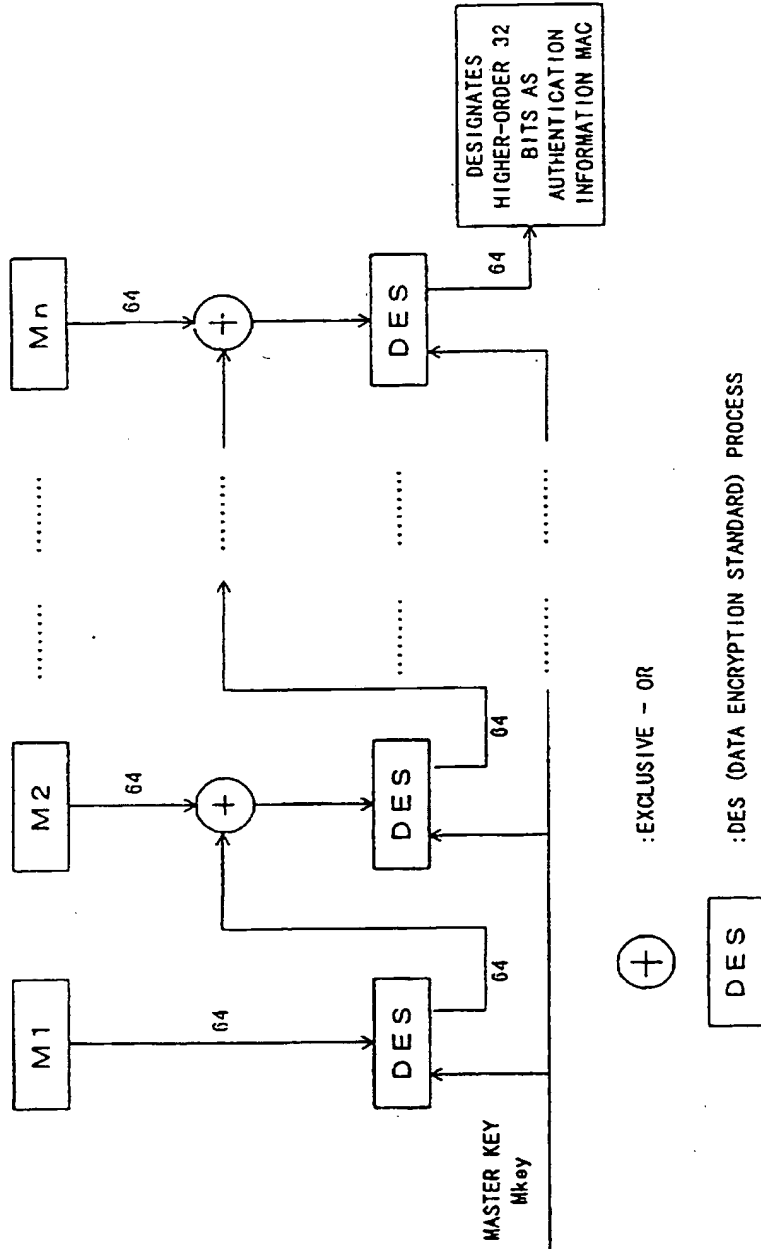 M1
M2
......... .........
Mn
64
64
64
......... .........
DES
DES
......... .........
DES
64
64
64
DESIGNATES
HIGHER-ORDER 32
BITS AS
AUTHENTICATION
INFORMATION MAC
MASTER KEY
Mkey
......... .........
+ :EXCLUSIVE - OR
DES :DES (DATA ENCRYPTION STANDARD) PROCESS